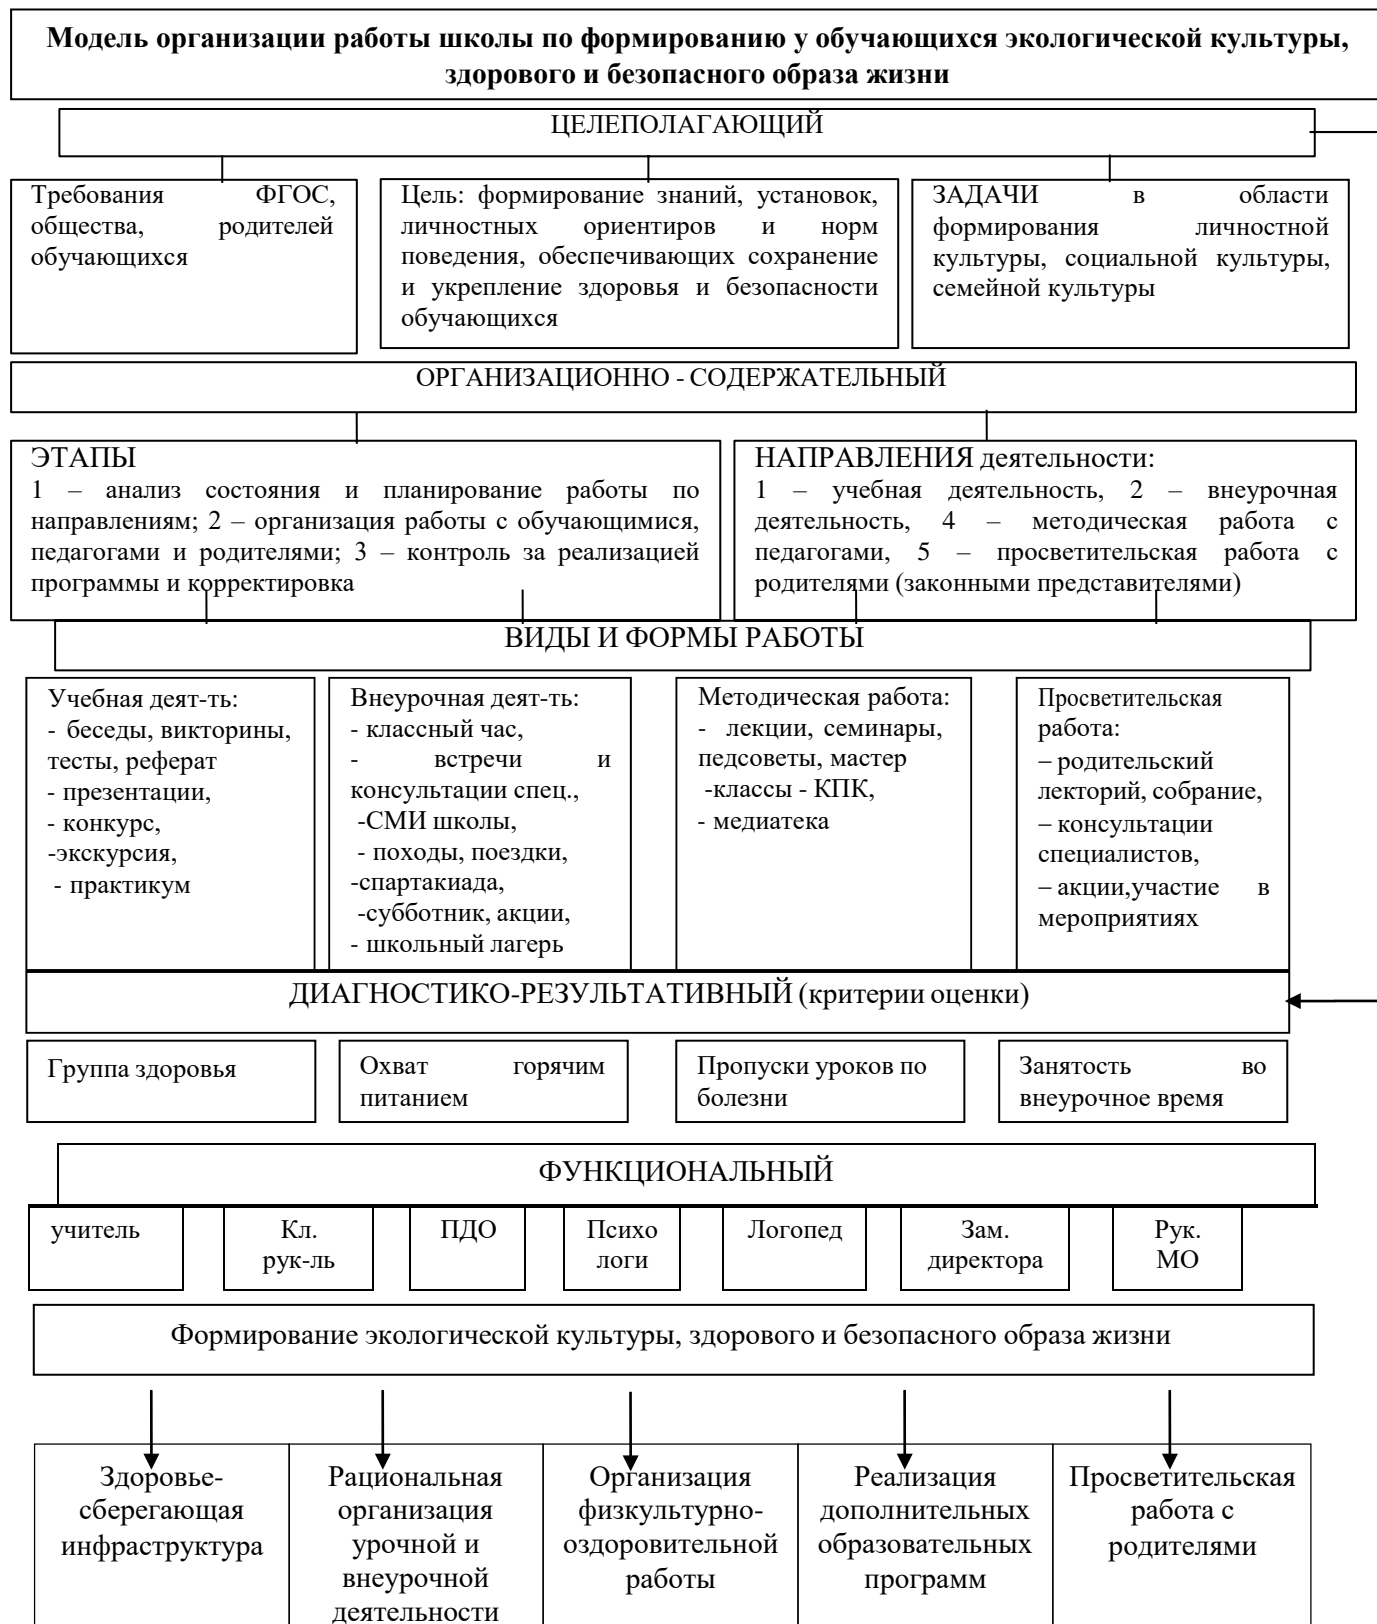 Модель организации работы школы по формированию у обучающихся экологической культуры,
здорового и безопасного образа жизни
ЦЕЛЕПОЛАГАЮЩИЙ
Требования ФГОС,
общества, родителей
обучающихся
Цель: формирование знаний, установок,
личностных ориентиров и норм
поведения, обеспечивающих сохранение
и укрепление здоровья и безопасности
обучающихся
ЗАДАЧИ в области
формирования личностной
культуры, социальной культуры,
семейной культуры
ОРГАНИЗАЦИОННО - СОДЕРЖАТЕЛЬНЫЙ
ЭТАПЫ
1 – анализ состояния и планирование работы по
направлениям; 2 – организация работы с обучающимися,
педагогами и родителями; 3 – контроль за реализацией
программы и корректировка
НАПРАВЛЕНИЯ деятельности:
1 – учебная деятельность, 2 – внеурочная
деятельность, 4 – методическая работа с
педагогами, 5 – просветительская работа с
родителями (законными представителями)
ВИДЫ И ФОРМЫ РАБОТЫ
Учебная деят-ть:
- беседы, викторины,
тесты, реферат
- презентации,
- конкурс,
-экскурсия,
- практикум
Внеурочная деят-ть:
- классный час,
- встречи и
консультации спец.,
-СМИ школы,
- походы, поездки,
-спартакиада,
-субботник, акции,
- школьный лагерь
Методическая работа:
- лекции, семинары,
педсоветы, мастер
-классы - КПК,
- медиатека
Просветительская
работа:
– родительский
лекторий, собрание,
– консультации
специалистов,
– акции,участие в
мероприятиях
ДИАГНОСТИКО-РЕЗУЛЬТАТИВНЫЙ (критерии оценки)
Группа здоровья
Охват горячим
питанием
Пропуски уроков по
болезни
Занятость во
внеурочное время
ФУНКЦИОНАЛЬНЫЙ
учитель
Кл.
рук-ль
ПДО
Психо
логи
Логопед
Зам.
директора
Рук.
МО
Формирование экологической культуры, здорового и безопасного образа жизни
Здоровье-
сберегающая
инфраструктура
Рациональная
организация
урочной и
внеурочной
деятельности
Организация
физкультурно-
оздоровительной
работы
Реализация
дополнительных
образовательных
программ
Просветительская
работа с
родителями